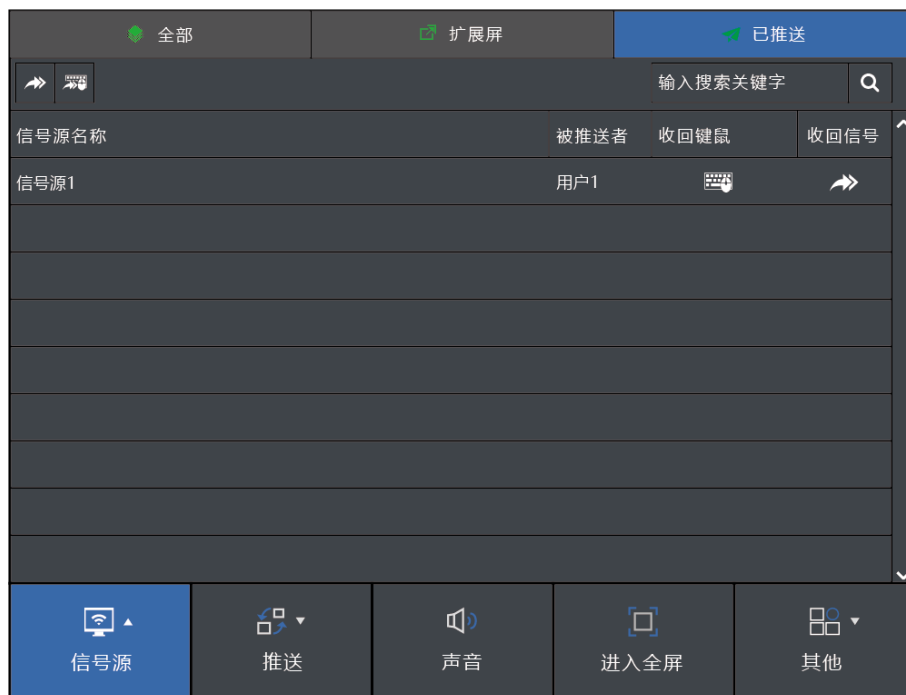 全部 扩展屏 已推送
输入搜索关键字
信号源名称 被推送者 收回键鼠 收回信号
信号源1 用户1
信号源 推送 声音 进入全屏 其他